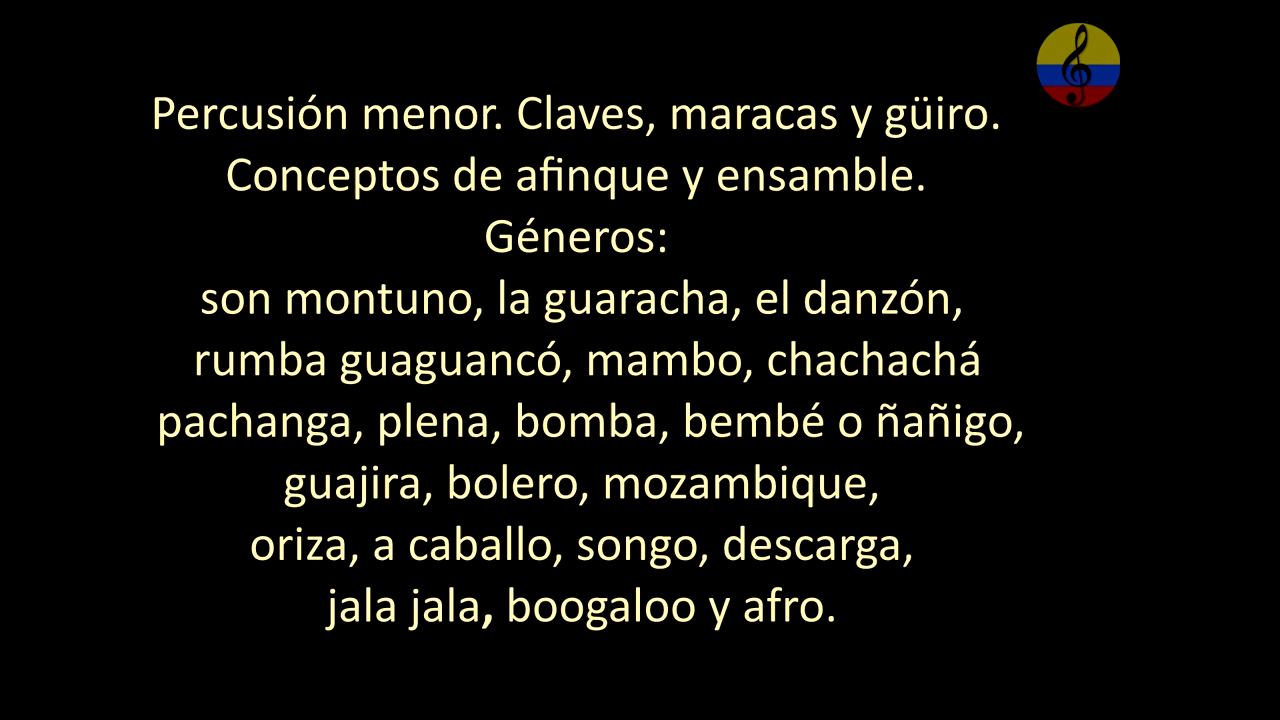 Percusión menor. Claves, maracas y güiro.
Conceptos de afinque y ensamble.
Géneros:
son montuno, la guaracha, el danzón,
rumba guaguancó, mambo, chachachá
pachanga, plena, bomba, bembé o ñañigo,
guajira, bolero, mozambique,
oriza, a caballo, songo, descarga,
jala jala, boogaloo y afro.